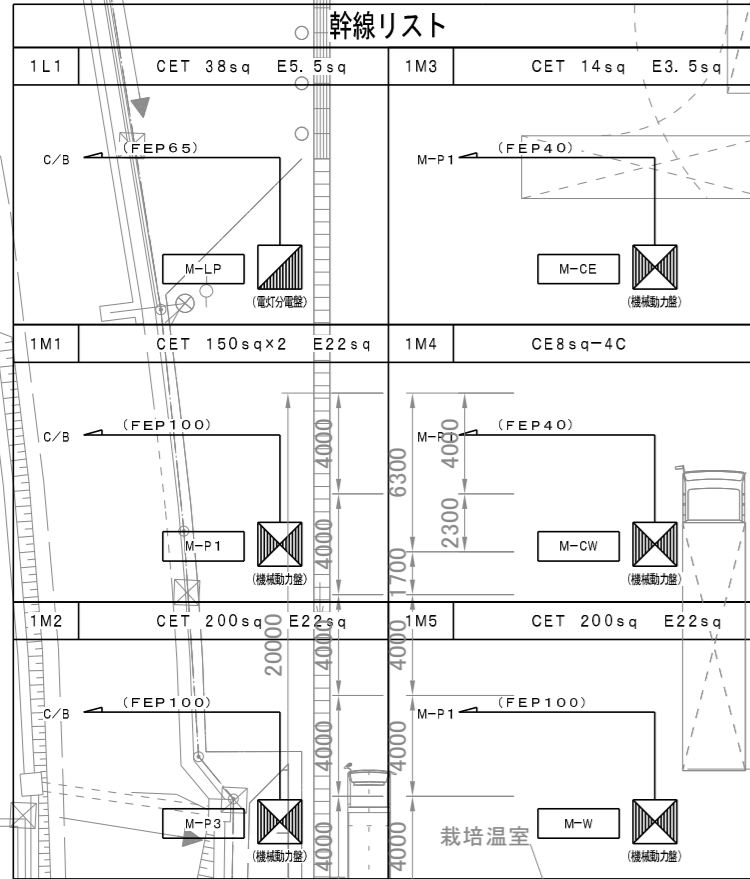 幹線リスト
1L1 CET 38sq E5.5sq
1M3 CET 14sq E3.5sq
C/B (FEP65)
M-P1 (FEP40)
M-LP
(電灯分電盤)
M-CE
(機械動力盤)
1M1 CET 150sq×2 E22sq
1M4 CE8sq-4C
C/B (FEP100)
M-P1 (FEP40)
4000
6300
4000
M-P1
(機械動力盤)
4000
2300
1700
M-CW
(機械動力盤)
1M2 CET 200sq E22sq
1M5 CET 200sq E22sq
20000
4000
4000
C/B (FEP100)
M-P1 (FEP100)
4000
4000
M-P3
(機械動力盤)
4000
4000
栽培温室
M-W
(機械動力盤)